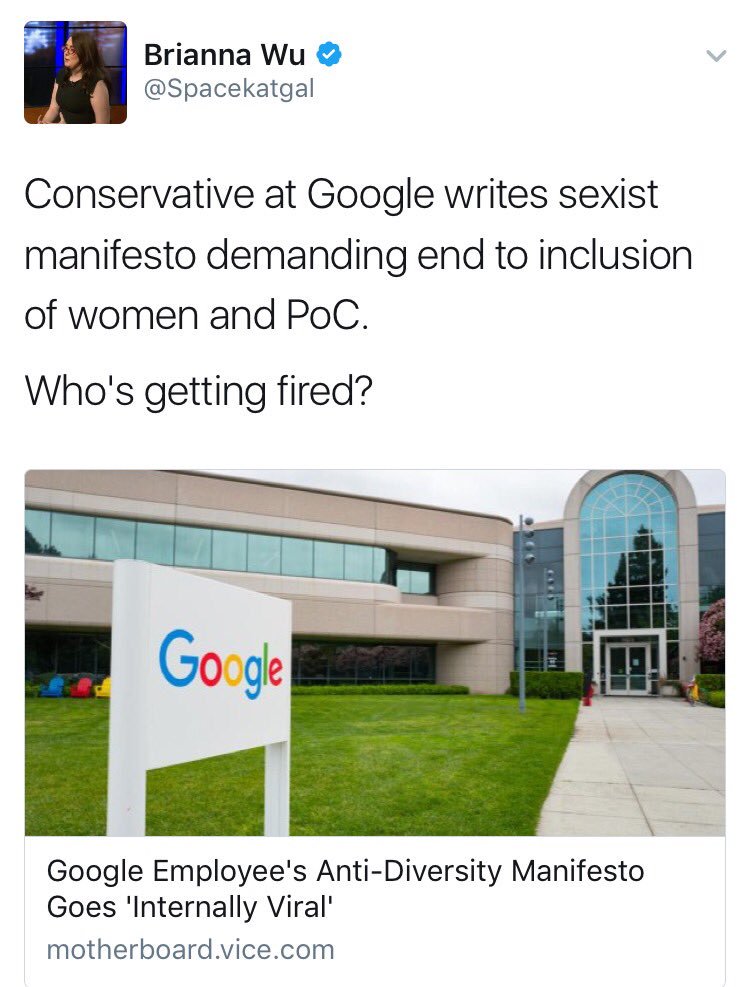 Brianna Wu
@Spacekatgal
Conservative at Google writes sexist
manifesto demanding end to inclusion
of women and PoC.
Who's getting fired?
Google
Google Employee's Anti-Diversity Manifesto
Goes 'Internally Viral'
motherboard.vice.com